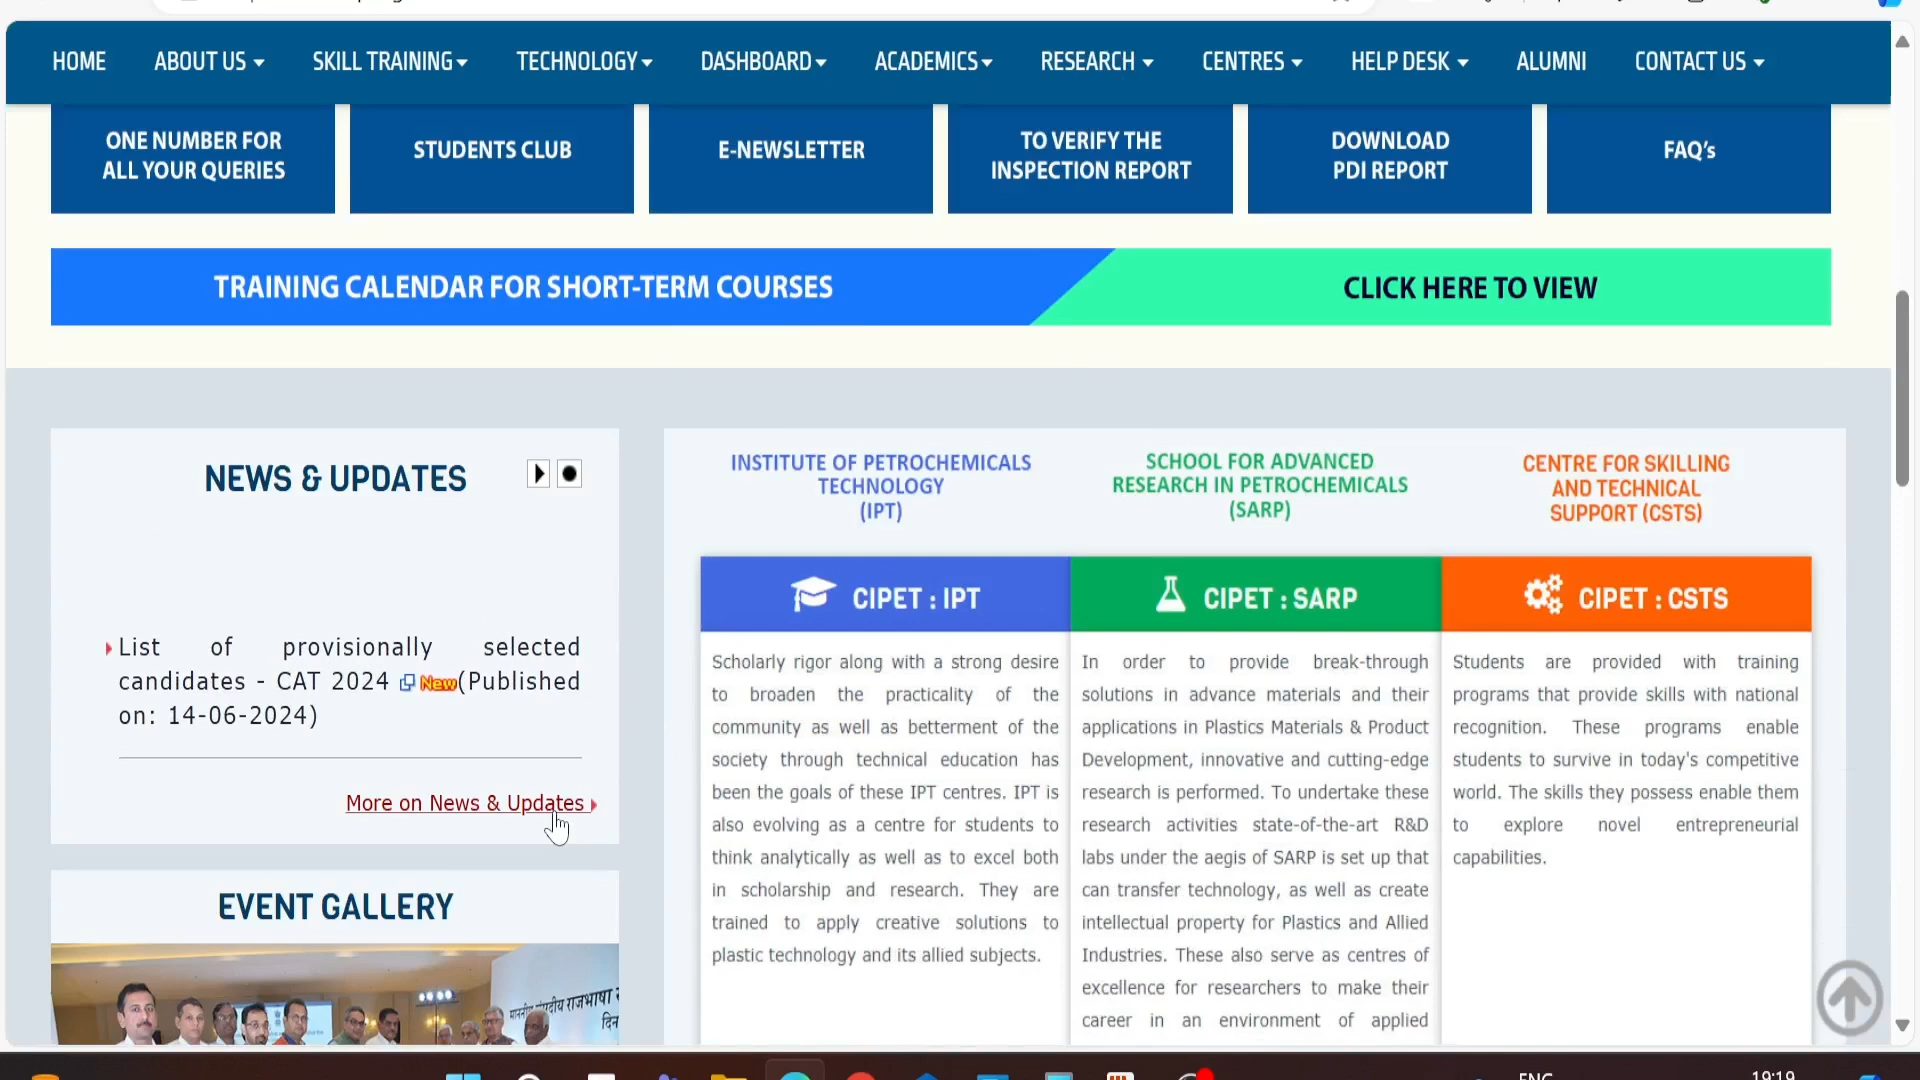 HOME ABOUT US SKILL TRAINING TECHNOLOGY DASHBOARD ACADEMICS RESEARCH CENTRES HELP DESK ALUMNI CONTACT US
ONE NUMBER FOR
ALL YOUR QUERIES
STUDENTS CLUB
E-NEWSLETTER
TO VERIFY THE
INSPECTION REPORT
DOWNLOAD
PDI REPORT
FAQ's
TRAINING CALENDAR FOR SHORT-TERM COURSES
CLICK HERE TO VIEW
NEWS & UPDATES
List of provisionally selected
candidates - CAT 2024 New(Published
on: 14-06-2024)
More on News & Updates
EVENT GALLERY
INSTITUTE OF PETROCHEMICALS
TECHNOLOGY
(IPT)
SCHOOL FOR ADVANCED
RESEARCH IN PETROCHEMICALS
(SARP)
CENTRE FOR SKILLING
AND TECHNICAL
SUPPORT (CSTS)
CIPET : IPT
Scholarly rigor along with a strong desire
to broaden the practicality of the
community as well as betterment of the
society through technical education has
been the goals of these IPT centres. IPT is
also evolving as a centre for students to
think analytically as well as to excel both
in scholarship and research. They are
trained to apply creative solutions to
plastic technology and its allied subjects.
CIPET : SARP
In order to provide break-through
solutions in advance materials and their
applications in Plastics Materials & Product
Development, innovative and cutting-edge
research is performed. To undertake these
research activities state-of-the-art R&D
labs under the aegis of SARP is set up that
can transfer technology, as well as create
intellectual property for Plastics and Allied
Industries. These also serve as centres of
excellence for researchers to make their
career in an environment of applied
CIPET : CSTS
Students are provided with training
programs that provide skills with national
recognition. These programs enable
students to survive in today's competitive
world. The skills they possess enable them
to explore novel entrepreneurial
capabilities.
ENG
19:19